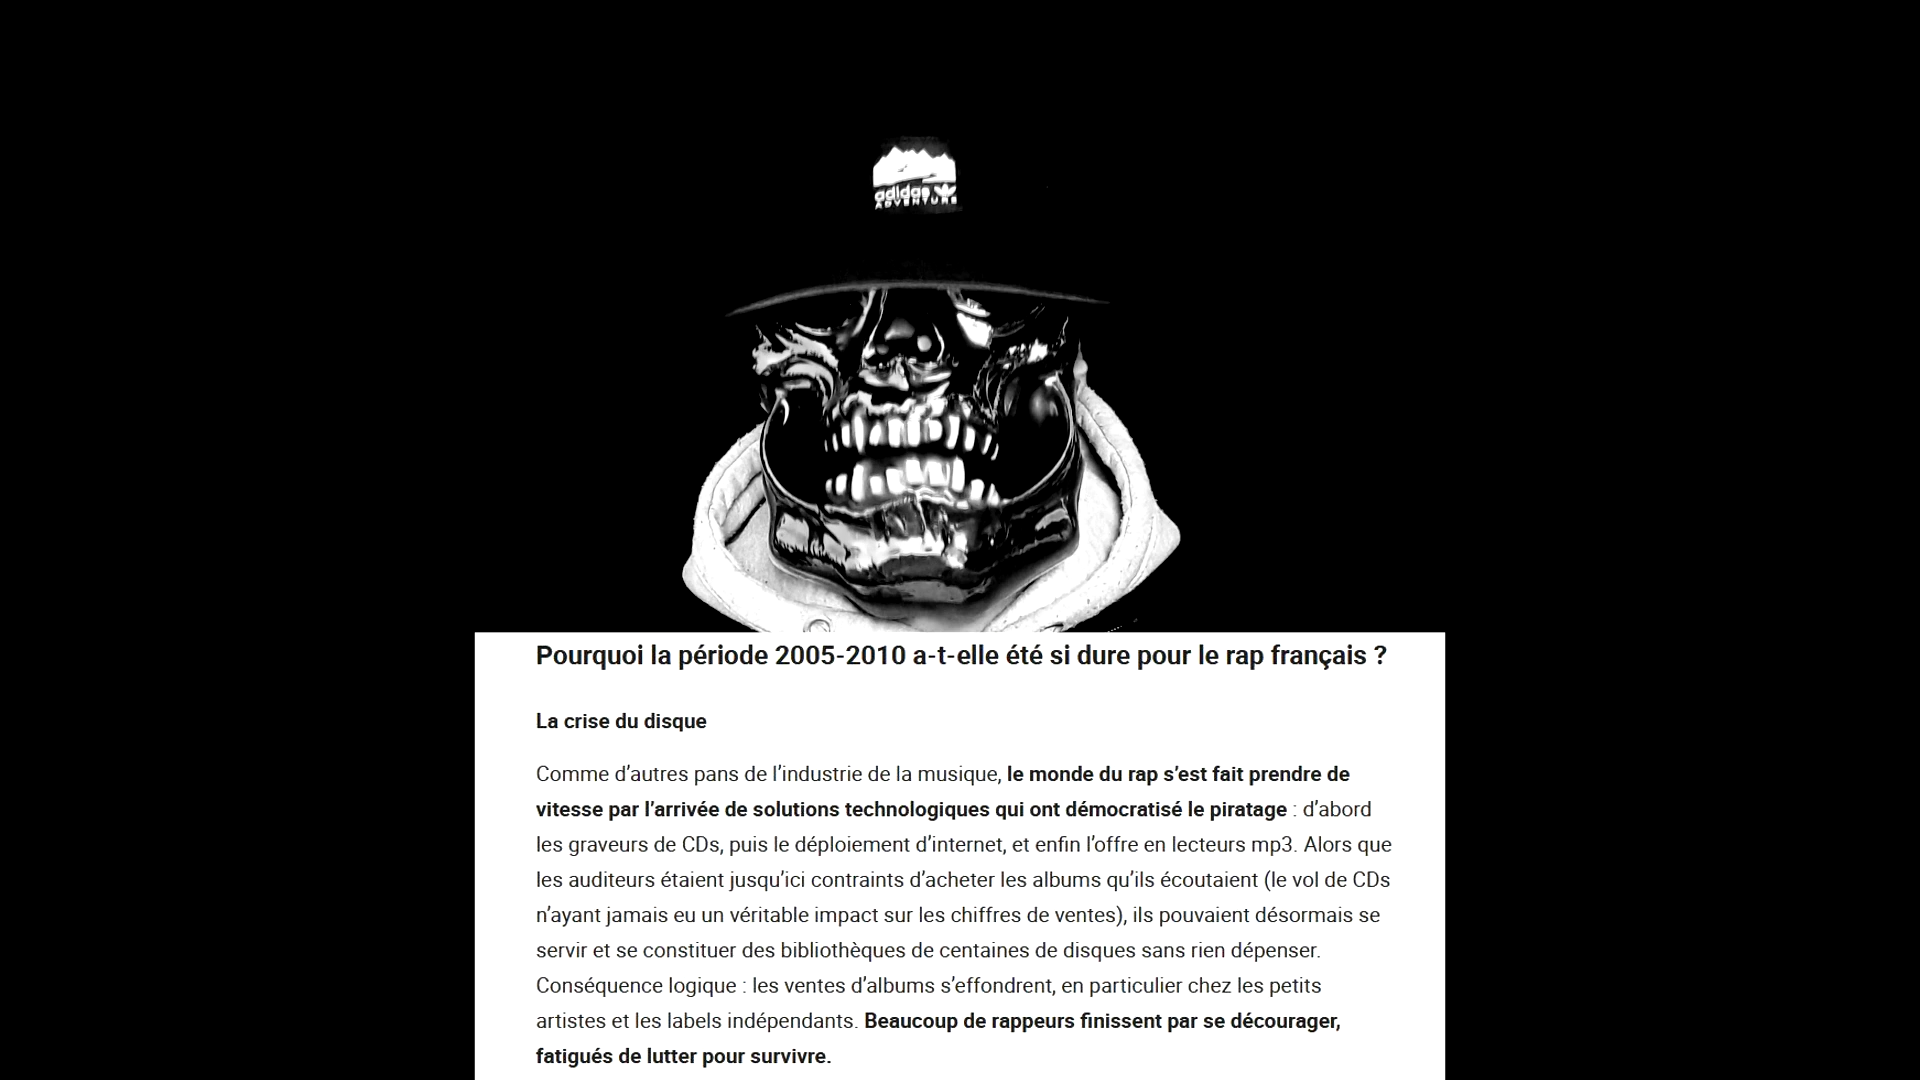 adidas
ADVENTURE
Pourquoi la période 2005-2010 a-t-elle été si dure pour le rap français ?
La crise du disque
Comme d’autres pans de l’industrie de la musique, le monde du rap s’est fait prendre de
vitesse par l’arrivée de solutions technologiques qui ont démocratisé le piratage : d’abord
les graveurs de CDs, puis le déploiement d’internet, et enfin l’offre en lecteurs mp3. Alors que
les auditeurs étaient jusqu’ici contraints d’acheter les albums qu’ils écoutaient (le vol de CDs
n’ayant jamais eu un véritable impact sur les chiffres de ventes), ils pouvaient désormais se
servir et se constituer des bibliothèques de centaines de disques sans rien dépenser.
Conséquence logique : les ventes d’albums s’effondrent, en particulier chez les petits
artistes et les labels indépendants. Beaucoup de rappeurs finissent par se décourager,
fatigués de lutter pour survivre.